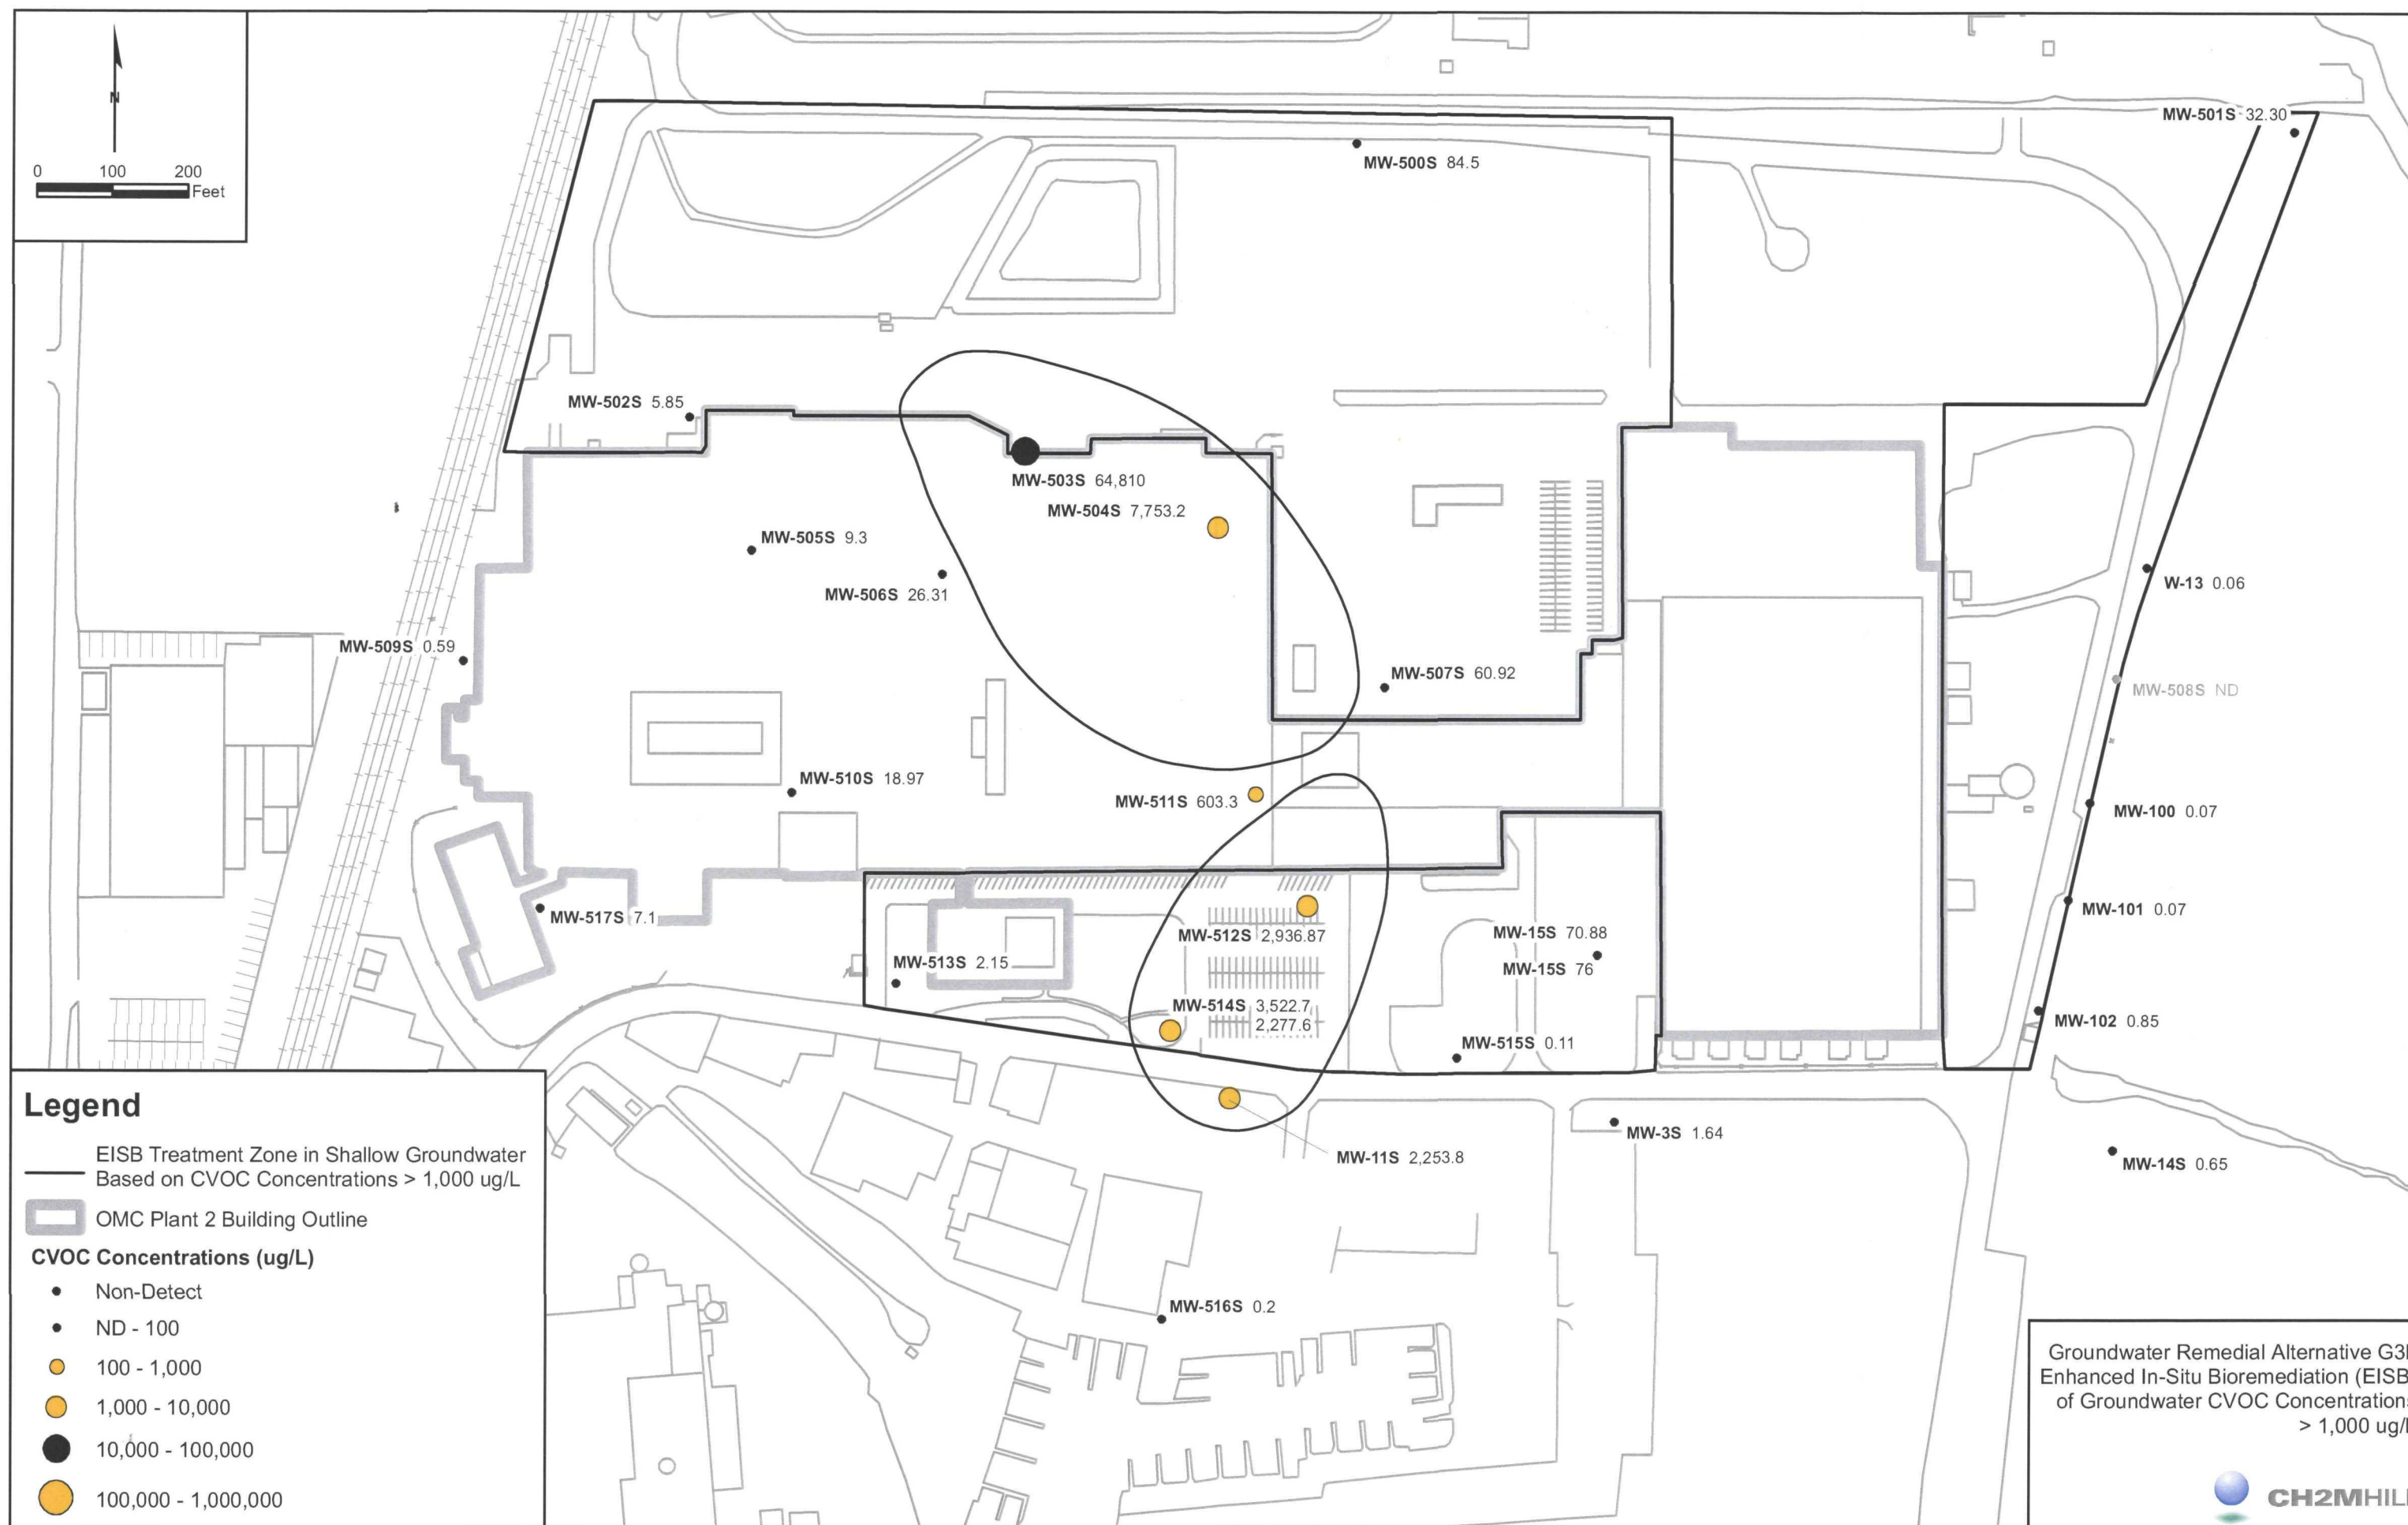 N
0 100 200
Feet
MW-501S 32.30
MW-500S 84.5
MW-502S 5.85
MW-503S 64,810
MW-504S 7,753.2
MW-505S 9.3
MW-506S 26.31
W-13 0.06
MW-509S 0.59
MW-507S 60.92
MW-508S ND
MW-510S 18.97
MW-511S 603.3
MW-100 0.07
MW-517S 7.1
MW-101 0.07
MW-512S 2,936.87
MW-15S 70.88
MW-15S 76
MW-513S 2.15
MW-514S 3,522.7
2,277.6
MW-102 0.85
MW-515S 0.11
MW-3S 1.64
MW-11S 2,253.8
MW-14S 0.65
MW-516S 0.2
Legend
EISB Treatment Zone in Shallow Groundwater
Based on CVOC Concentrations > 1,000 ug/L
OMC Plant 2 Building Outline
CVOC Concentrations (ug/L)
Non-Detect
ND - 100
100 - 1,000
1,000 - 10,000
10,000 - 100,000
100,000 - 1,000,000
Groundwater Remedial Alternative
Enhanced In-Situ Bioremediation (EISB
of Groundwater CVOC
> 1,000